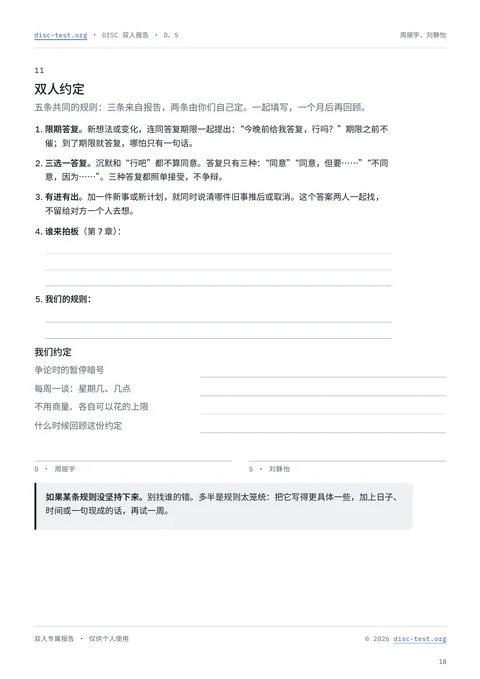 disc-test.org · DISC 双人报告 · D、S
周振宇、刘静怡
11
双人约定
五条共同的规则：三条来自报告，两条由你们自己定。一起填写，一个月后再回顾。
1. 限期答复。新想法或变化，连同答复期限一起提出：“今晚前给我答复，行吗？”期限之前不
催；到了期限就答复，哪怕只有一句话。
2. 三选一答复。沉默和“行吧”都不算同意。答复只有三种：“同意”“同意，但要……”“不同
意，因为……”。三种答复都照单接受，不争辩。
3. 有进有出。加一件新事或新计划，就同时说清哪件旧事推后或取消。这个答案两人一起找，
不留给对方一个人去想。
4. 谁来拍板（第 7 章）：
5. 我们的规则：
我们约定
争论时的暂停暗号
每周一谈：星期几、几点
不用商量、各自可以花的上限
什么时候回顾这份约定
D · 周振宇
S · 刘静怡
如果某条规则没坚持下来。别找谁的错。多半是规则太笼统：把它写得更具体一些，加上日子、
时间或一句现成的话，再试一周。
双人专属报告 · 仅供个人使用
© 2026 disc-test.org
18